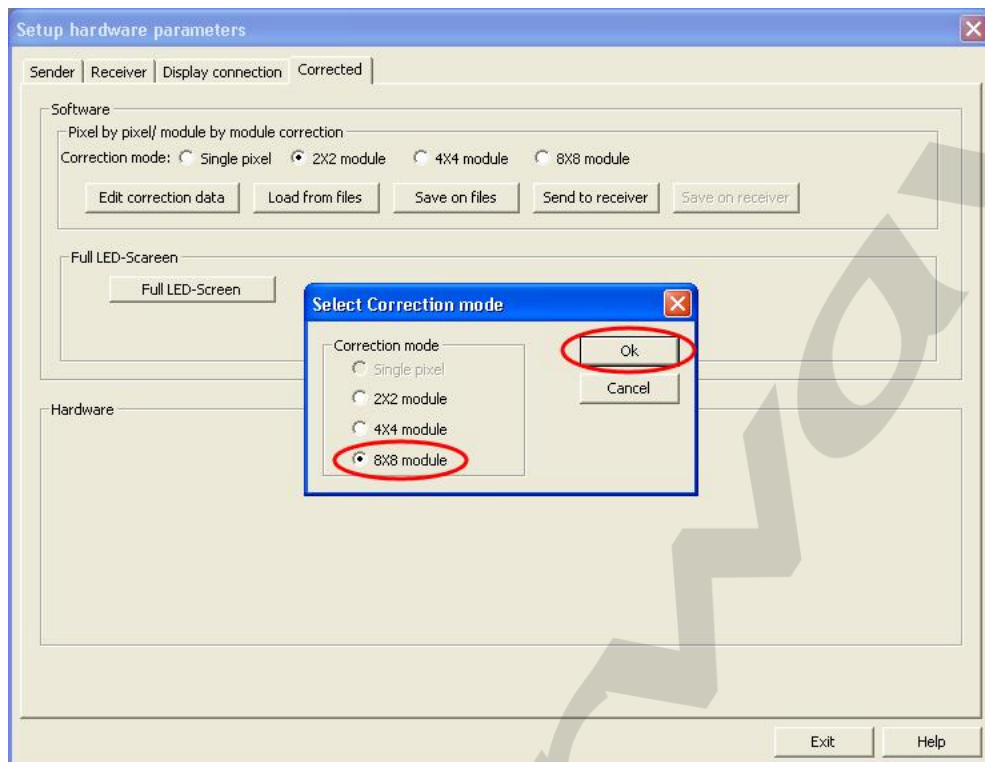 Setup hardware parameters
Sender Receiver Display connection Corrected
Software
Pixel by pixel/ module by module correction
Correction mode: Single pixel 2X2 module 4X4 module 8X8 module
Edit correction data Load from files Save on files Send to receiver Save on receiver
Full LED-Scareen
Full LED-Screen
Select Correction mode
Correction mode
Single pixel
2X2 module
4X4 module
8X8 module
Ok
Cancel
Hardware
Exit Help